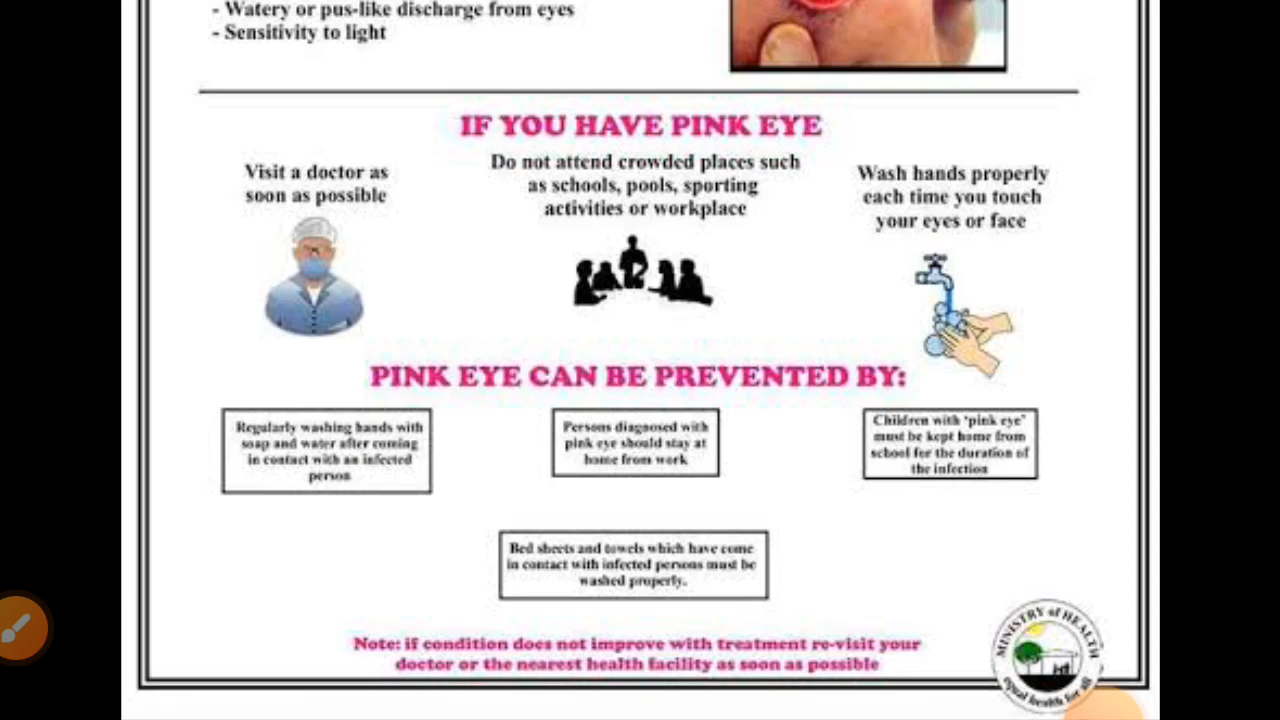 - Watery or pus-like discharge from eyes
- Sensitivity to light
IF YOU HAVE PINK EYE
Visit a doctor as
soon as possible
Do not attend crowded places such
as schools, pools, sporting
activities or workplace
Wash hands properly
each time you touch
your eyes or face
PINK EYE CAN BE PREVENTED BY:
Regularly washing hands with
soap and water after coming
in contact with an infected
person
Persons diagnosed with
pink eye should stay at
home from work
Children with 'pink eye'
must be kept home from
school for the duration of
the infection
Bed sheets and towels which have come
in contact with infected persons must be
washed properly.
Note: if condition does not improve with treatment re-visit your
doctor or the nearest health facility as soon as possible
MINISTRY of HEALTH
equal health for all